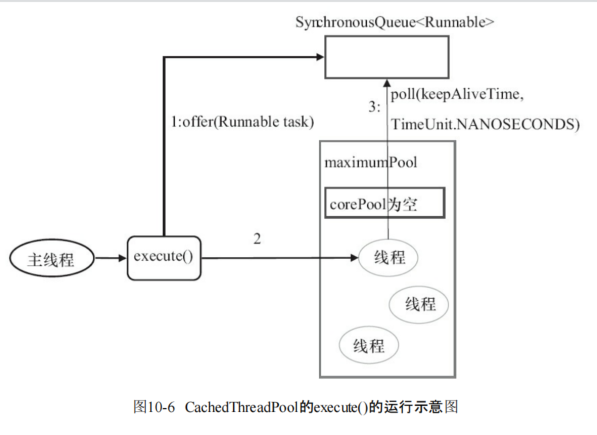 SynchronousQueue<Runnable>
3:
poll(keepAliveTime,
TimeUnit.NANOSECONDS)
1:offer(Runnable task)
maximumPool
corePool为空
主线程
execute()
2
线程
线程
线程
图10-6 CachedThreadPool的execute()的运行示意图